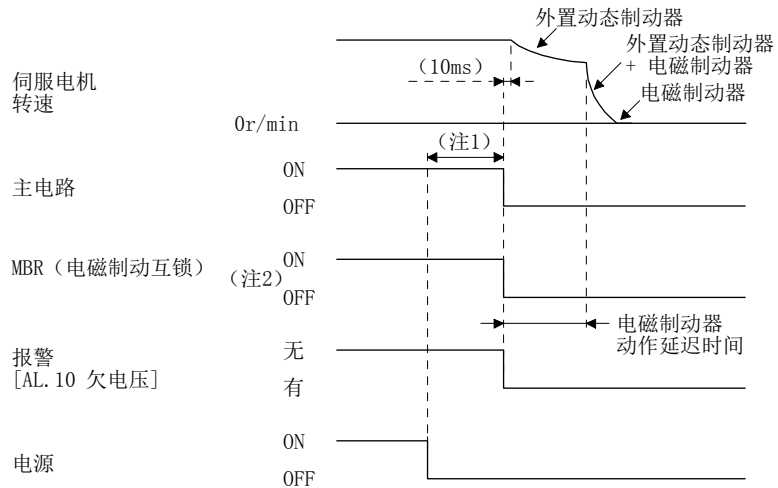 外置动态制动器
外置动态制动器
+ 电磁制动器
(10ms)
电磁制动器
伺服电机
转速
0r/min
(注1)
主电路
ON
OFF
MBR（电磁制动互锁）
(注2)
ON
OFF
电磁制动器
动作延迟时间
报警
[AL.10 欠电压]
无
有
电源
ON
OFF